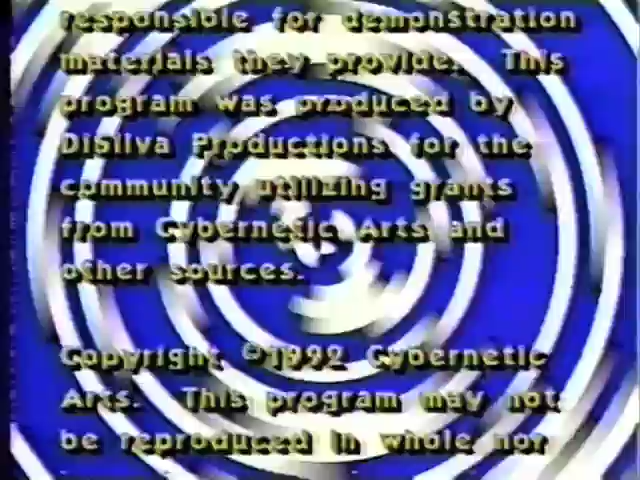 responsible for demonstration
materials they provide. This
program was produced by
Disilva Productions for the
community utilizing grants
from Cybernetic Arts and
other sources.
Copyright ©1992 Cybernetic
Arts. This program may not
be reproduced in whole nor